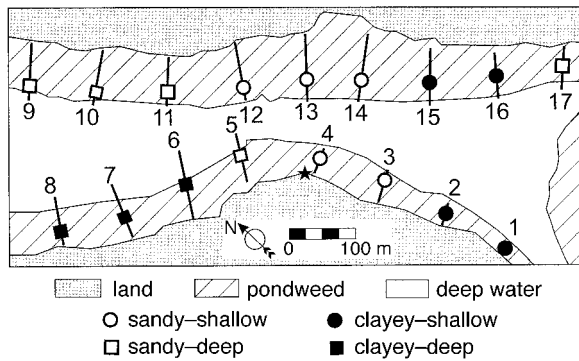 9 10 11 12 13 14 15 16 17
8 7 6 5 4 3 2 1
N
0 100 m
land pondweed deep water
sandy–shallow clayey–shallow
sandy–deep clayey–deep